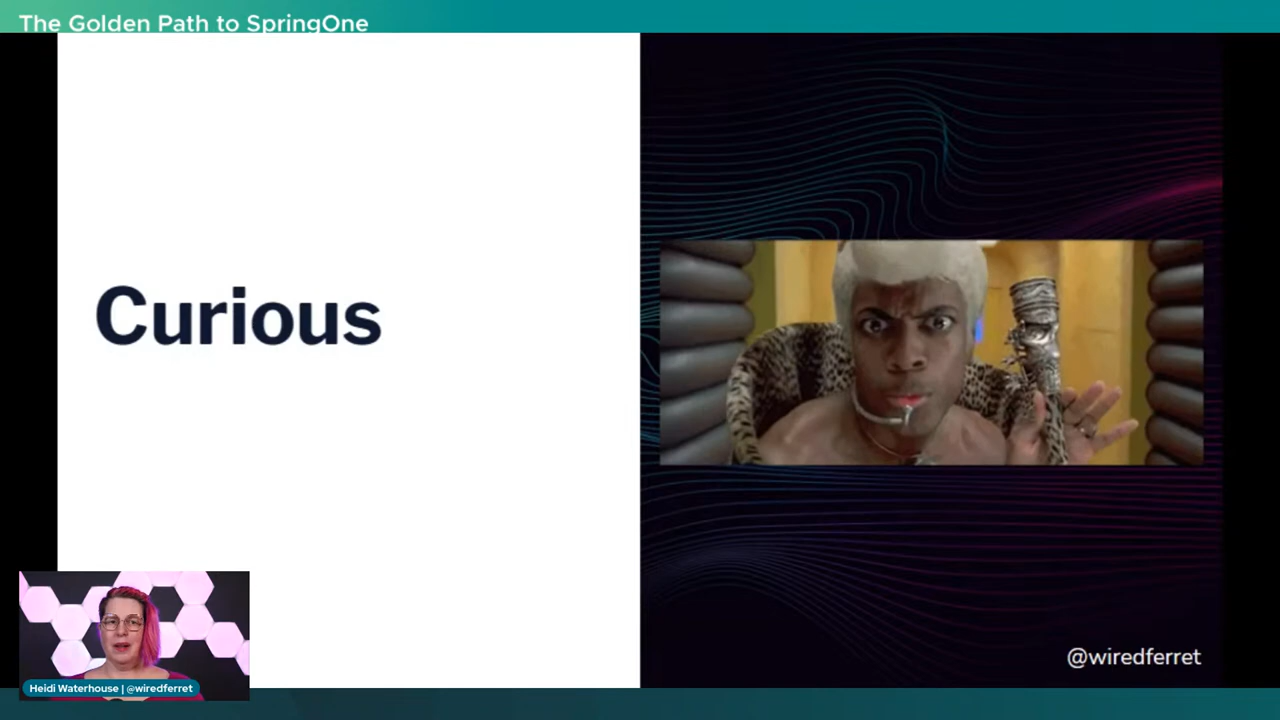 The Golden Path to SpringOne
Curious
@wiredferret
Heidi Waterhouse | @wiredferret